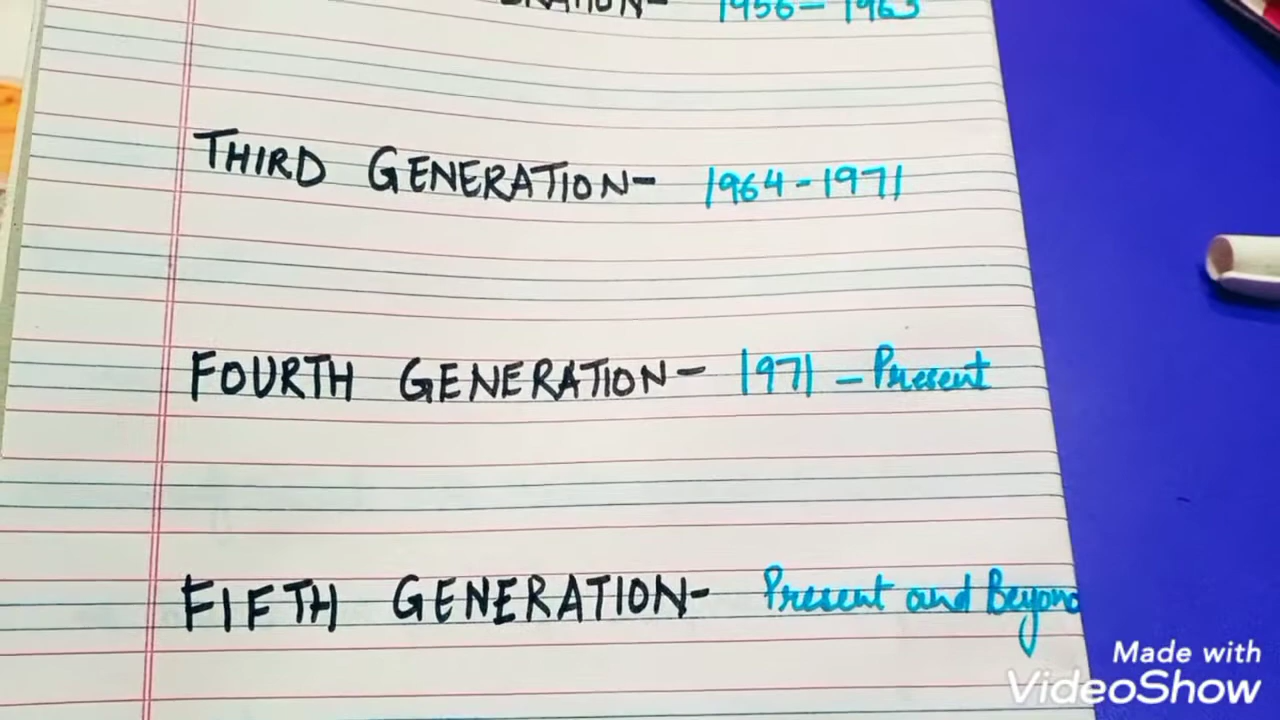 1956 - 1963
THIRD GENERATION- 1964-1971
FOURTH GENERATION- 1971 - Present
FIFTH GENERATION- Present and Beyond
Made with
VideoShow